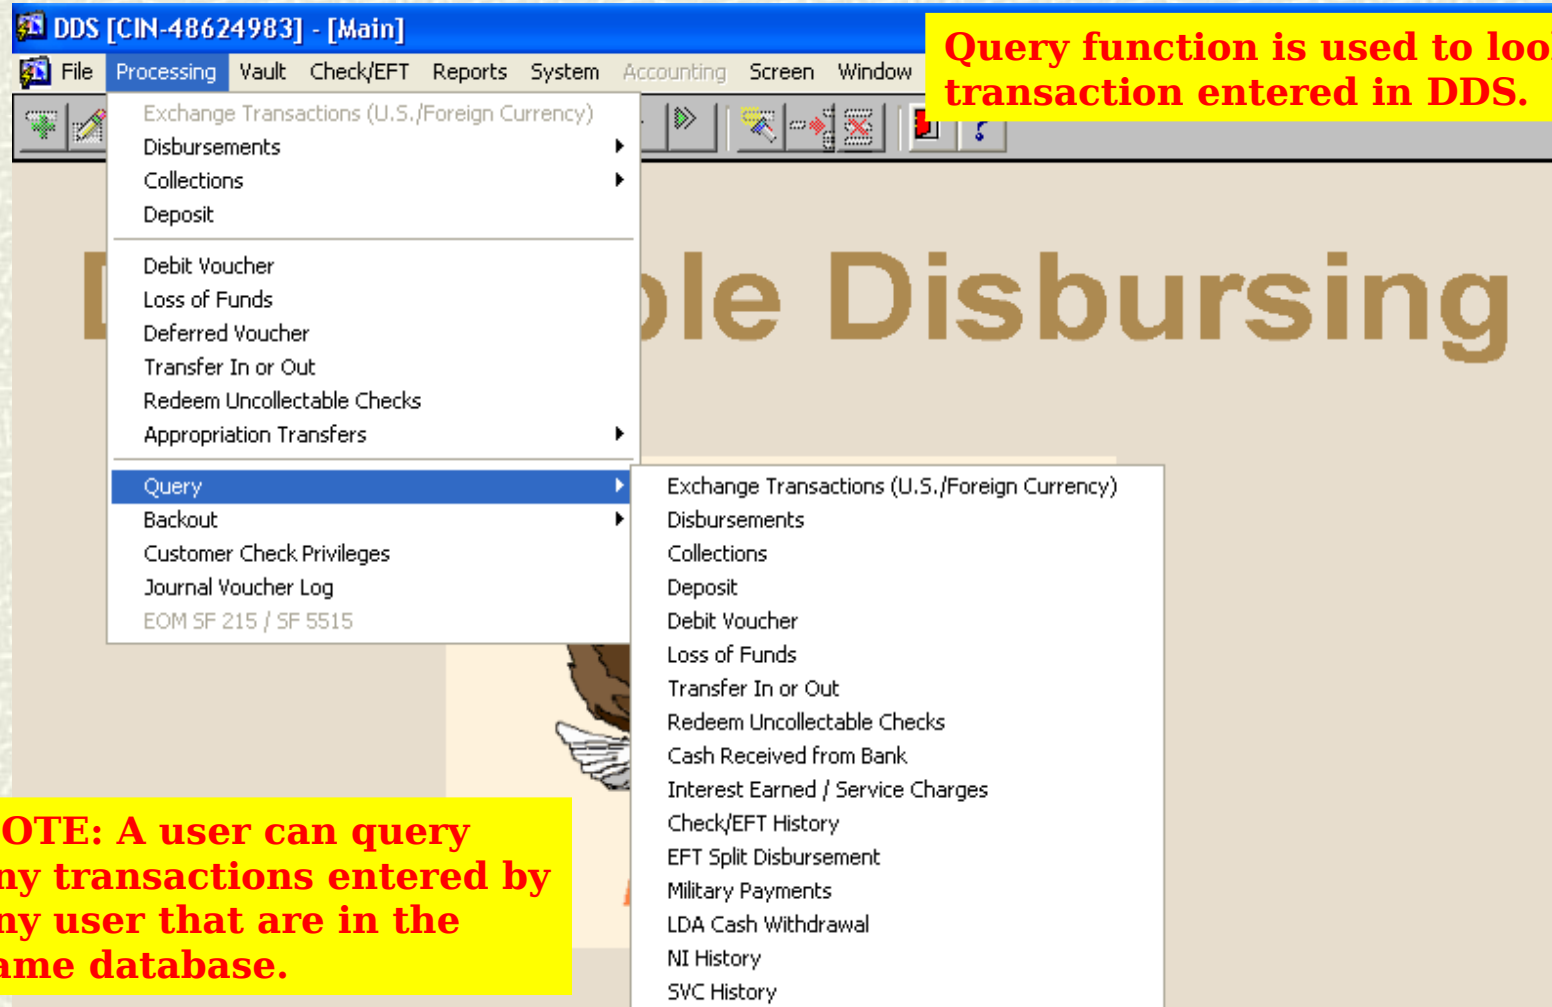 DDS [CIN-48624983] - [Main]
Query function is used to
transaction entered in DDS.
File Processing Vault Check/EFT Reports System Accounting Screen Window
Exchange Transactions (U.S./Foreign Currency)
Disbursements
Collections
Deposit
Debit Voucher
Loss of Funds
Deferred Voucher
Transfer In or Out
Redeem Uncollectable Checks
Appropriation Transfers
Query
Backout
Customer Check Privileges
Journal Voucher Log
EOM SF 215 / SF 5515
Disbursing
Exchange Transactions (U.S./Foreign Currency)
Disbursements
Collections
Deposit
Debit Voucher
Loss of Funds
Transfer In or Out
Redeem Uncollectable Checks
Cash Received from Bank
Interest Earned / Service Charges
Check/EFT History
EFT Split Disbursement
Military Payments
LDA Cash Withdrawal
NI History
SVC History
OTE: A user can query
ny transactions entered by
ny user that are in the
ame database.